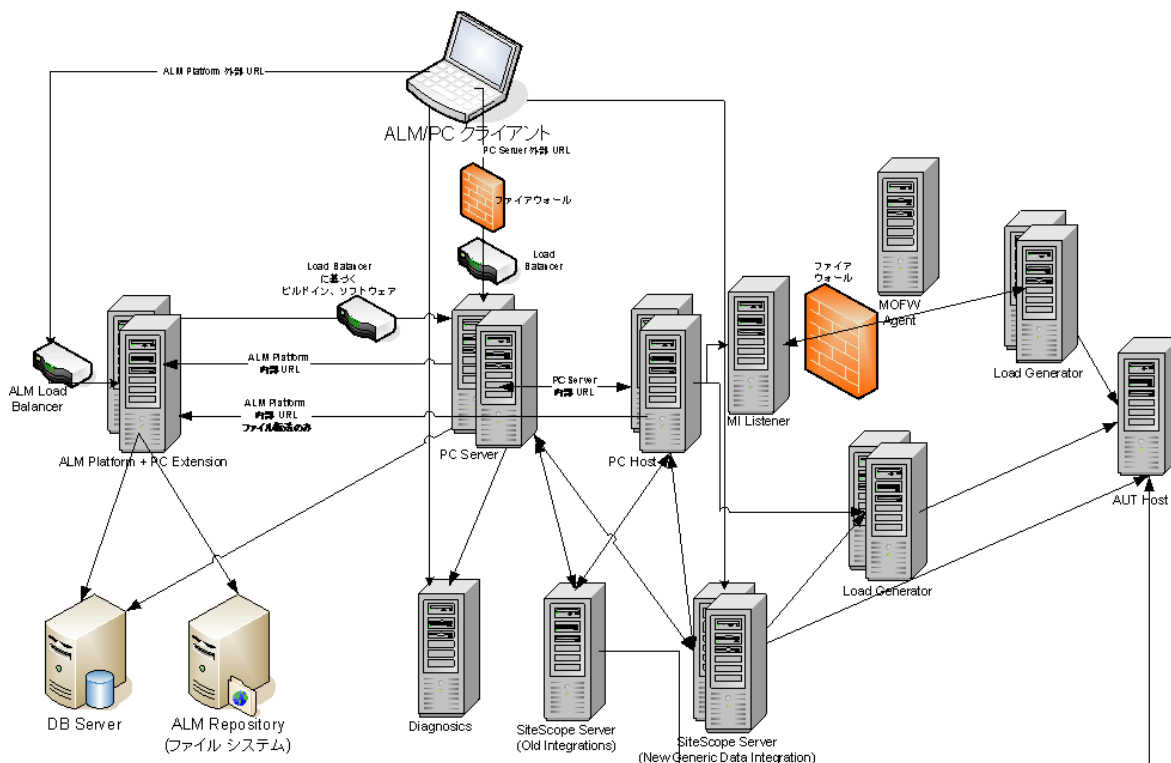 ALM Platform 外部 URL
ALM/PC クライアント
PC Server 外部 URL
ファイアウォール
Load
Balancer
Load Balancer
に基づく
ビルドイン、ソフトウェア
ファイア
ウォール
MOFW
Agent
Load Generator
ALM Load
Balancer
ALM Platform
内部 URL
PC Server
内部 URL
ALM Platform
内部 URL
ファイル転送のみ
ALM Platform + PC Extension
PC Server
PC Host
MI Listener
AUT Host
Load Generator
DB Server
ALM Repository
(ファイル システム)
Diagnostics
SiteScope Server
(Old Integrations)
SiteScope Server
(New Generic Data Integration)